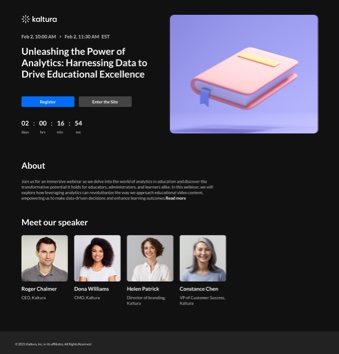 kaltura
Feb 2, 10:00 AM • Feb 2, 11:30 AM EST
Unleashing the Power of
Analytics: Harnessing Data to
Drive Educational Excellence
Register
Enter the Site
02 : 00 : 16 : 54
days hrs min sec
About
Join us for an immersive webinar as we delve into the world of analytics in education and discover the
transformative potential it holds for educators, administrators, and learners alike. In this webinar, we will
explore how leveraging analytics can revolutionize the way we approach educational video content,
empowering us to make data-driven decisions and enhance learning outcomes. Read more
Meet our speaker
Roger Chalmer
Dona Williams
Helen Patrick
Constance Chen
CEO, Kaltura
CMO, Kaltura
Director of branding,
Kaltura
VP of Customer Success,
Kaltura
© 2023 Kaltura Inc. or its affiliates. All Rights Reserved